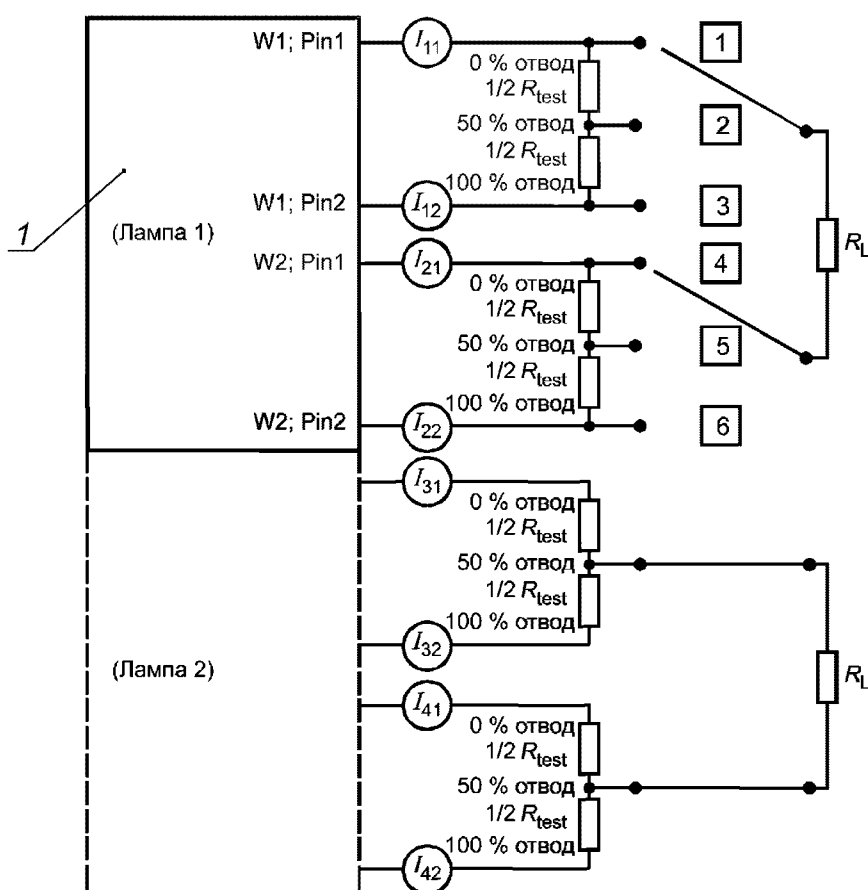 W1; Pin1 I11 1
0 % отвод
1/2 Rtest
50 % отвод 2
1/2 Rtest
100 % отвод
W1; Pin2 I12 3
1 (Лампа 1)
RL
W2; Pin1 I21 4
0 % отвод
1/2 Rtest
50 % отвод 5
1/2 Rtest
100 % отвод
W2; Pin2 I22 6
I31
0 % отвод
1/2 Rtest
50 % отвод
1/2 Rtest
100 % отвод
I32
(Лампа 2)
RL
I41
0 % отвод
1/2 Rtest
50 % отвод
1/2 Rtest
100 % отвод
I42